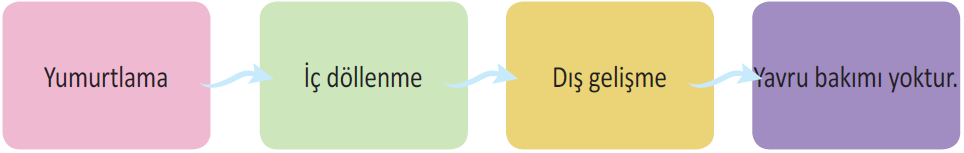 Yumurtlama
İç döllenme
Dış gelişme
Yavru bakımı yoktur.